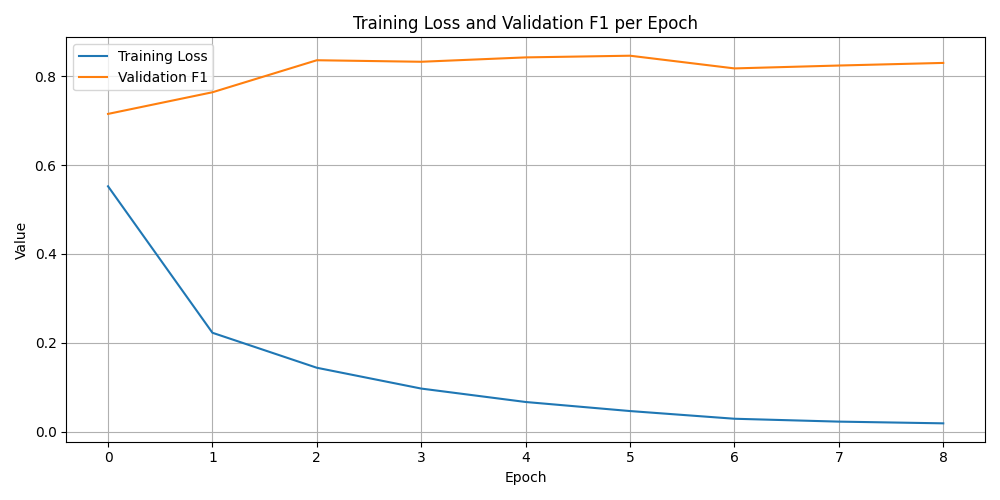 Training Loss and Validation F1 per Epoch
Training Loss
Validation F1
0.8
0.6
0.4
0.2
0.0
Value
0 1 2 3 4 5 6 7 8
Epoch